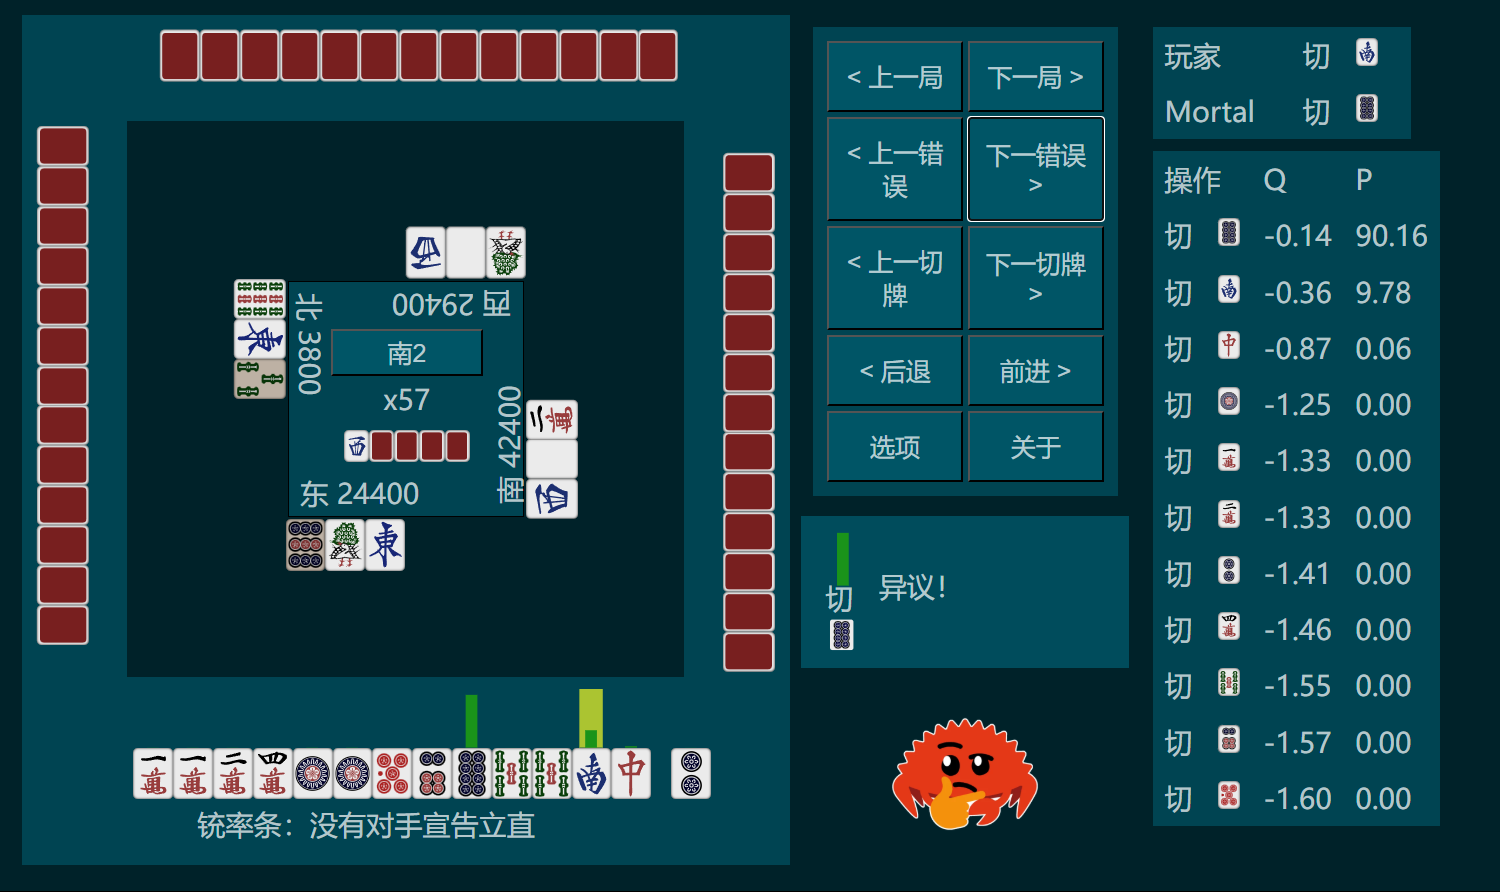 北 3800
西 29400
南2
x57
东 24400
南 42400
铳率条：没有对手宣告立直
< 上一局
下一局 >
< 上一错误
下一错误 >
< 上一切牌
下一切牌 >
< 后退
前进 >
选项
关于
切
异议！
玩家 切
Mortal 切
操作 Q P
切 -0.14 90.16
切 -0.36 9.78
切 -0.87 0.06
切 -1.25 0.00
切 -1.33 0.00
切 -1.33 0.00
切 -1.41 0.00
切 -1.46 0.00
切 -1.55 0.00
切 -1.57 0.00
切 -1.60 0.00